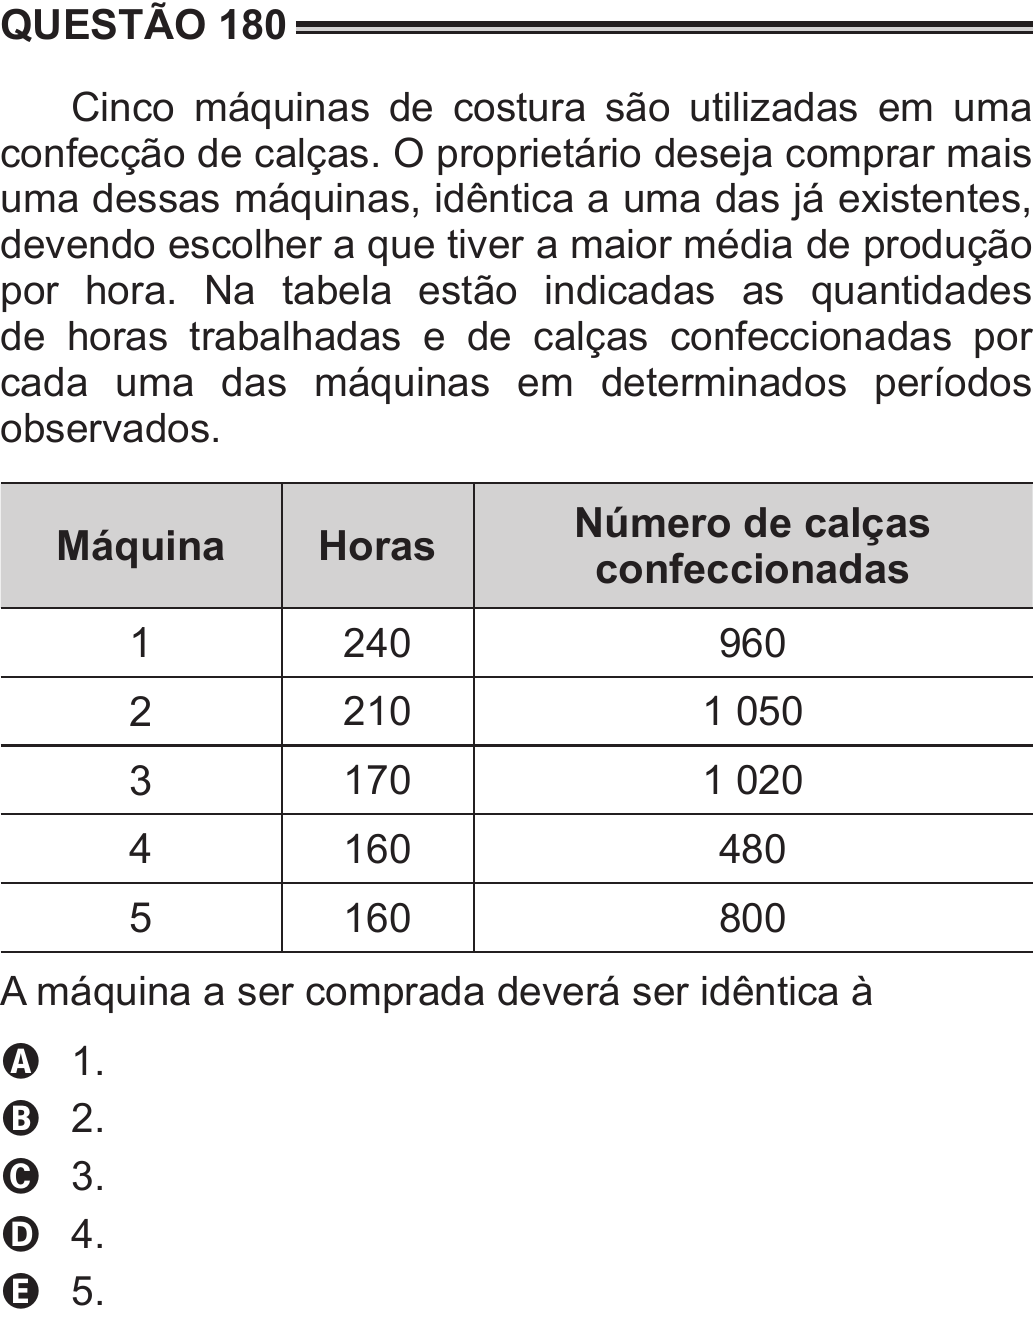 QUESTÃO 180
Cinco máquinas de costura são utilizadas em uma
confecção de calças. O proprietário deseja comprar mais
uma dessas máquinas, idêntica a uma das já existentes,
devendo escolher a que tiver a maior média de produção
por hora. Na tabela estão indicadas as quantidades
de horas trabalhadas e de calças confeccionadas por
cada uma das máquinas em determinados períodos
observados.
Máquina Horas Número de calças
confeccionadas
1 240 960
2 210 1 050
3 170 1 020
4 160 480
5 160 800
A máquina a ser comprada deverá ser idêntica à
A 1.
B 2.
C 3.
D 4.
E 5.